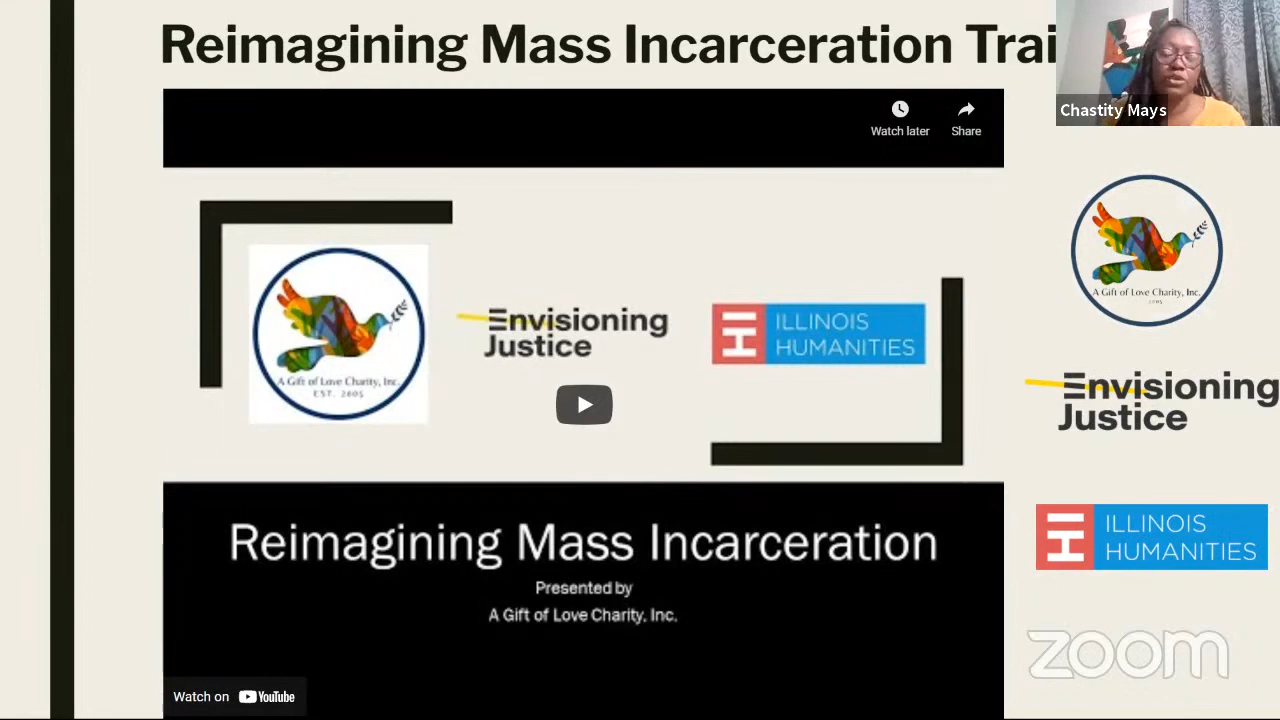 Reimagining Mass Incarceration Trai
Chastity Mays
Watch later
Share
A Gift of Love Charity, Inc.
EST. 2005
Envisioning
Justice
ILLINOIS
HUMANITIES
Reimagining Mass Incarceration
Presented by
A Gift of Love Charity, Inc.
Watch on YouTube
A Gift of Love Charity, Inc.
2005
Envisioning
Justice
ILLINOIS
HUMANITIES
zoom